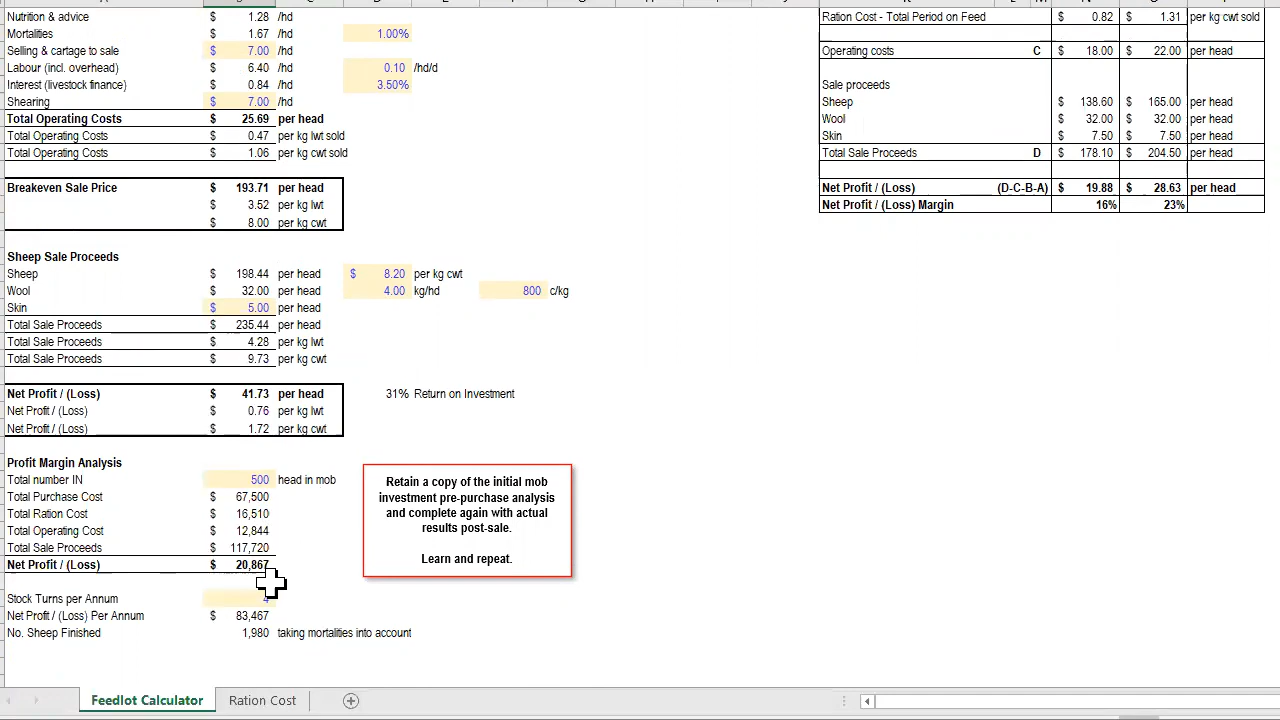 Nutrition & advice $ 1.28 /hd
Mortalities $ 1.67 /hd 1.00%
Selling & cartage to sale $ 7.00 /hd
Labour (incl. overhead) $ 6.40 /hd 0.10 /hd/d
Interest (livestock finance) $ 0.84 /hd 3.50%
Shearing $ 7.00 /hd
Total Operating Costs $ 25.69 per head
Total Operating Costs $ 0.47 per kg lwt sold
Total Operating Costs $ 1.06 per kg cwt sold
Breakeven Sale Price $ 193.71 per head
$ 3.52 per kg lwt
$ 8.00 per kg cwt
Sheep Sale Proceeds
Sheep $ 198.44 per head $ 8.20 per kg cwt
Wool $ 32.00 per head 4.00 kg/hd 800 c/kg
Skin $ 5.00 per head
Total Sale Proceeds $ 235.44 per head
Total Sale Proceeds $ 4.28 per kg lwt
Total Sale Proceeds $ 9.73 per kg cwt
Net Profit / (Loss) $ 41.73 per head 31% Return on Investment
Net Profit / (Loss) $ 0.76 per kg lwt
Net Profit / (Loss) $ 1.72 per kg cwt
Profit Margin Analysis
Total number IN 500 head in mob
Total Purchase Cost $ 67,500
Total Ration Cost $ 16,510
Total Operating Cost $ 12,844
Total Sale Proceeds $ 117,720
Net Profit / (Loss) $ 20,867
Stock Turns per Annum 4
Net Profit / (Loss) Per Annum $ 83,467
No. Sheep Finished 1,980 taking mortalities into account
Retain a copy of the initial mob
investment pre-purchase analysis
and complete again with actual
results post-sale.
Learn and repeat.
Ration Cost - Total Period on Feed $ 0.82 $ 1.31 per kg cwt sold
Operating costs C $ 18.00 $ 22.00 per head
Sale proceeds
Sheep $ 138.60 $ 165.00 per head
Wool $ 32.00 $ 32.00 per head
Skin $ 7.50 $ 7.50 per head
Total Sale Proceeds D $ 178.10 $ 204.50 per head
Net Profit / (Loss) (D-C-B-A) $ 19.88 $ 28.63 per head
Net Profit / (Loss) Margin 16% 23%
Feedlot Calculator Ration Cost